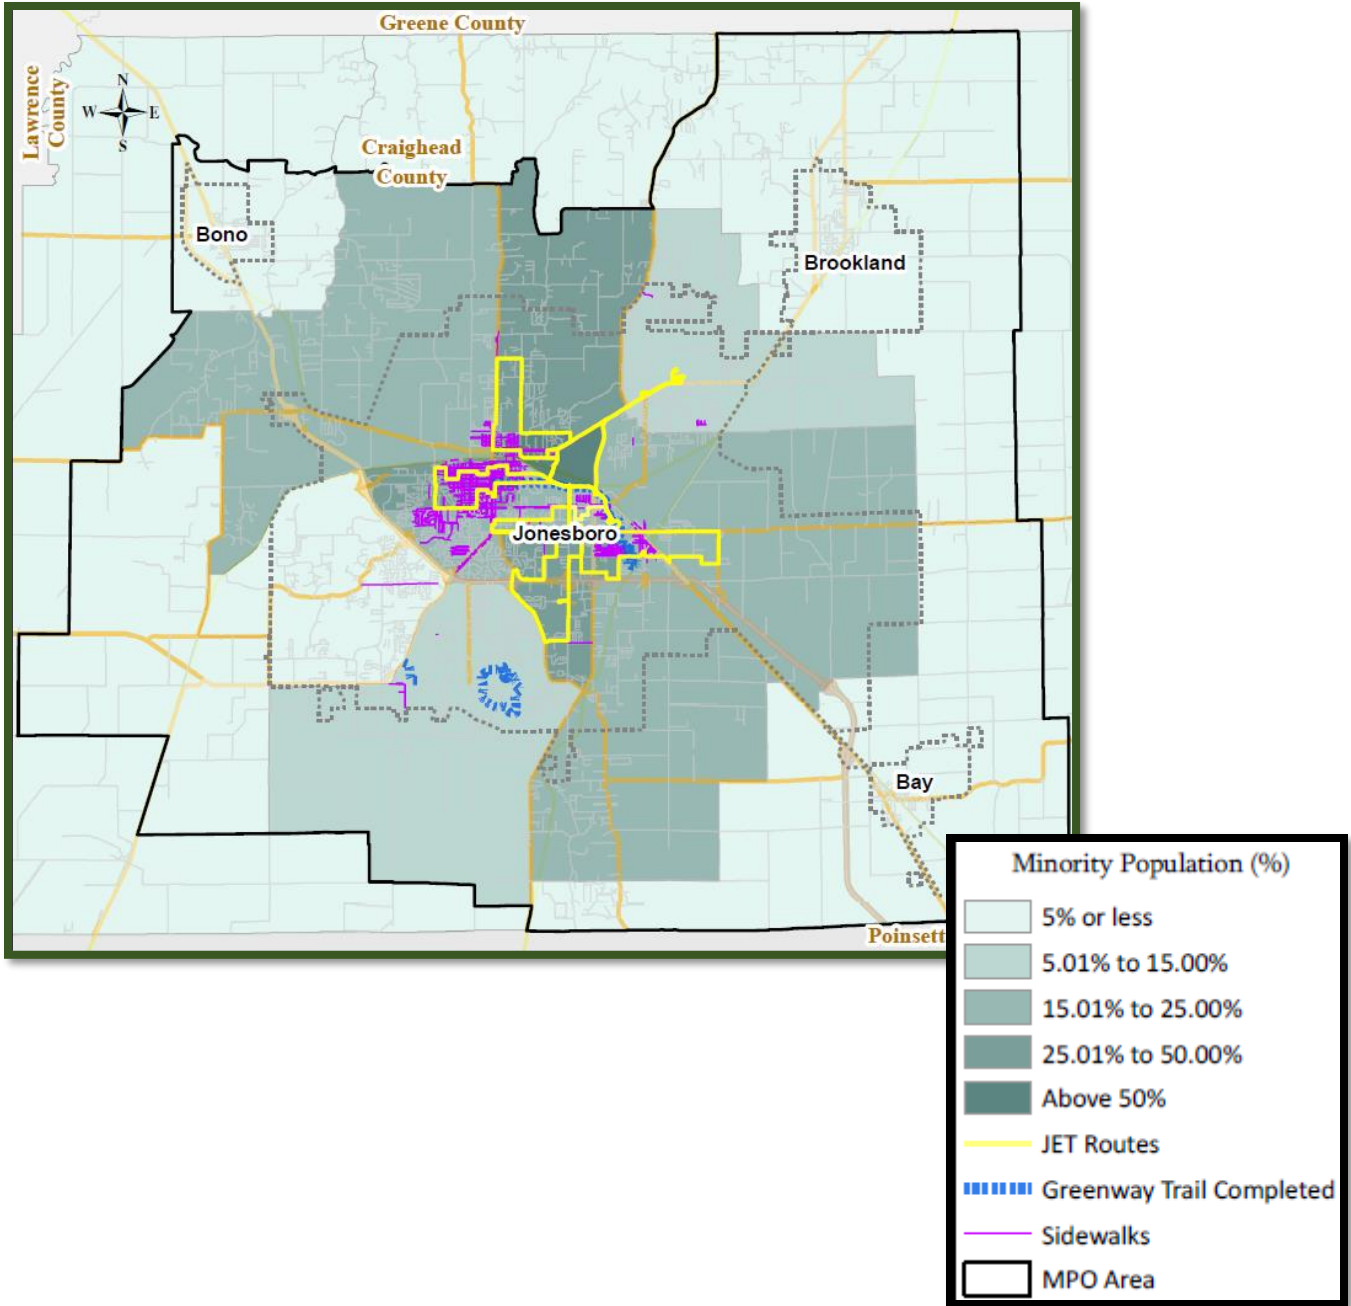 Greene County
Lawrence
County
N
W E
S
Craighead
County
Bono
Brookland
Jonesboro
Bay
Poinsett
Minority Population (%)
5% or less
5.01% to 15.00%
15.01% to 25.00%
25.01% to 50.00%
Above 50%
JET Routes
Greenway Trail Completed
Sidewalks
MPO Area